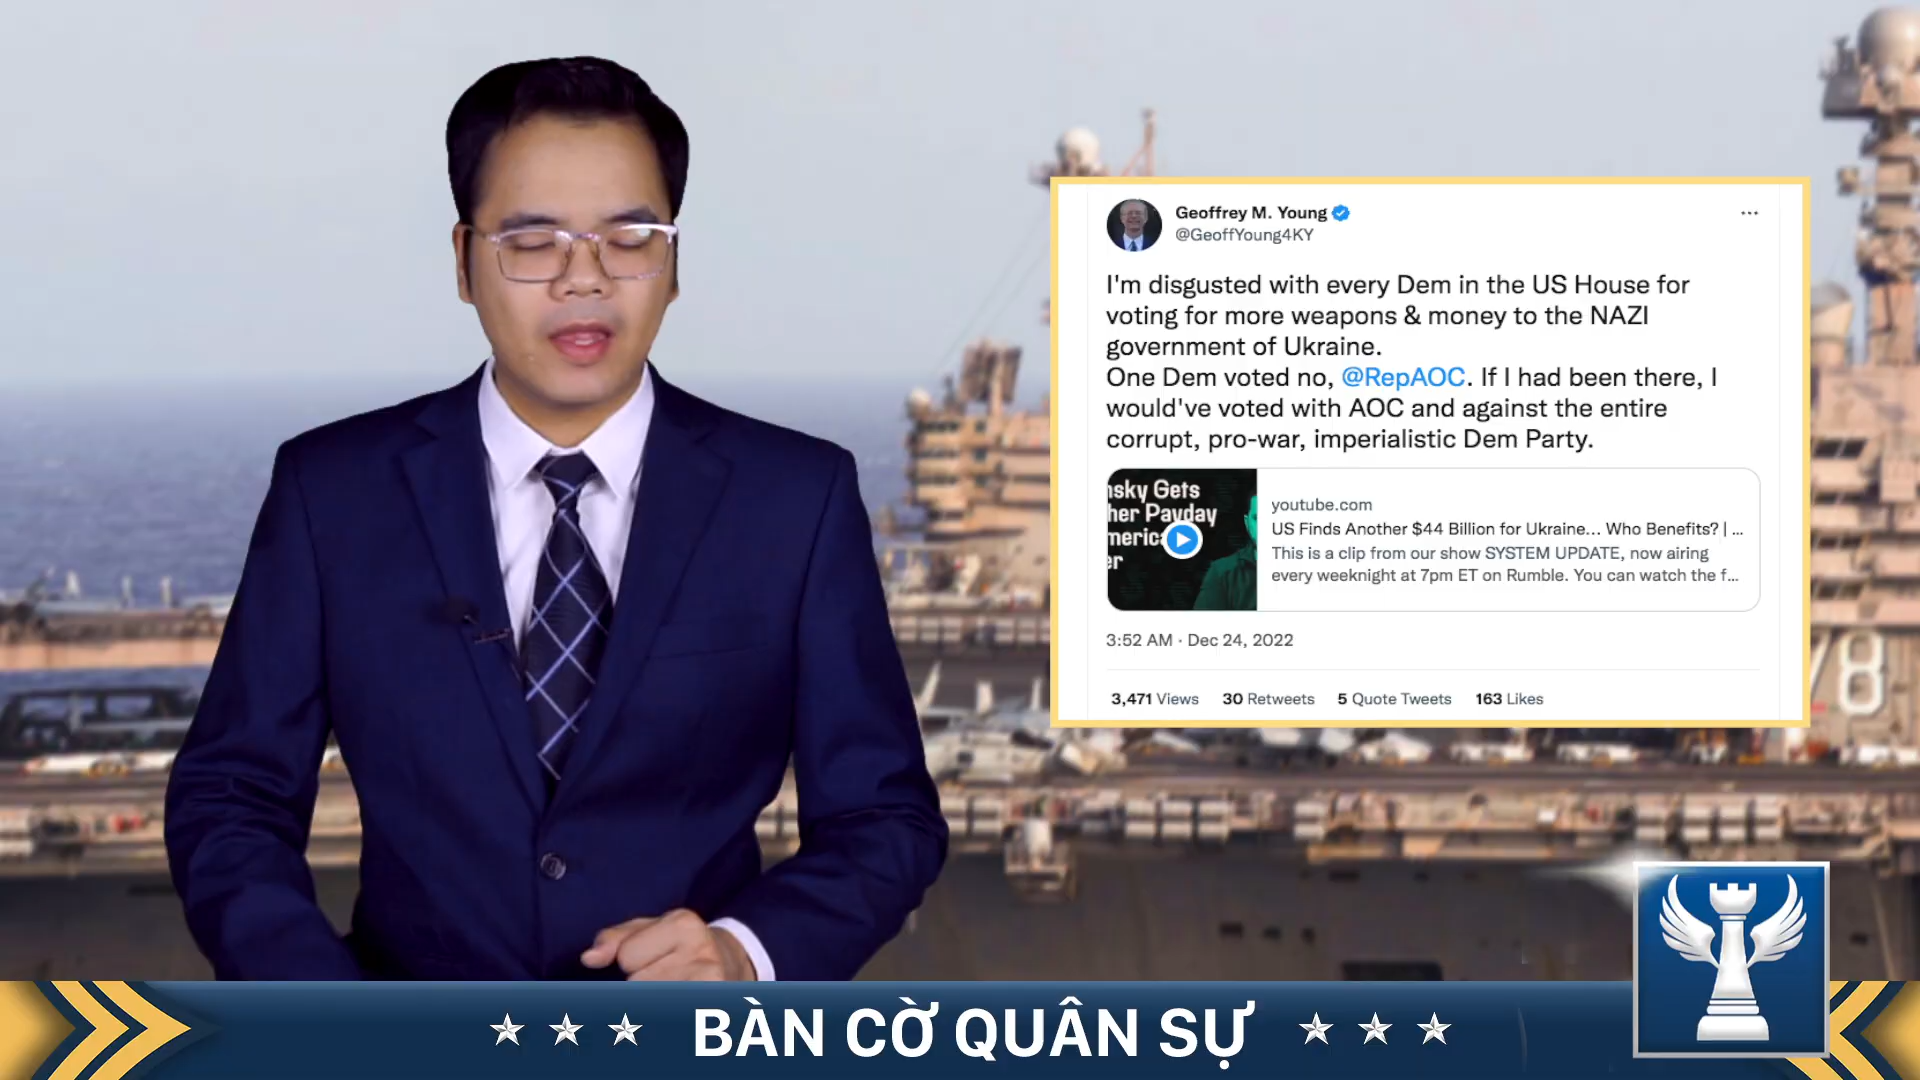 Geoffrey M. Young
@GeoffYoung4KY
I'm disgusted with every Dem in the US House for
voting for more weapons & money to the NAZI
government of Ukraine.
One Dem voted no, @RepAOC. If I had been there, I
would've voted with AOC and against the entire
corrupt, pro-war, imperialistic Dem Party.
nsky Gets
her Payday
meric
er
youtube.com
US Finds Another $44 Billion for Ukraine... Who Benefits? | ...
This is a clip from our show SYSTEM UPDATE, now airing
every weeknight at 7pm ET on Rumble. You can watch the f...
3:52 AM · Dec 24, 2022
3,471 Views 30 Retweets 5 Quote Tweets 163 Likes
78
BÀN CỜ QUÂN SỰ